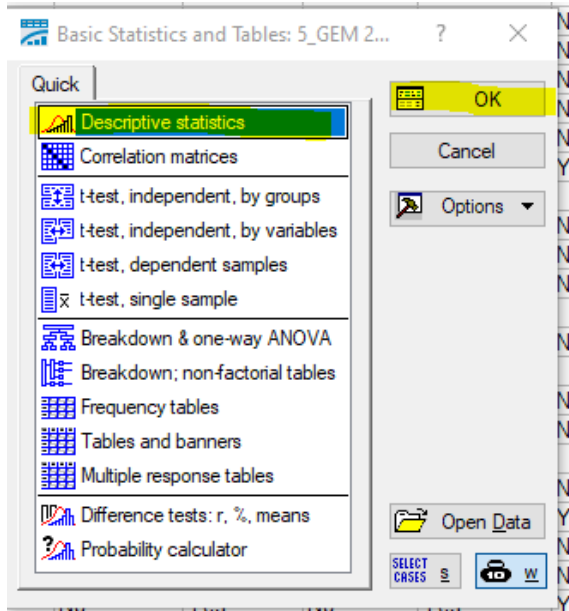 Basic Statistics and Tables: 5_GEM 2... ? ×
Quick
OK
Descriptive statistics
Correlation matrices
Cancel
t-test, independent, by groups
Options
t-test, independent, by variables
t-test, dependent samples
t-test, single sample
Breakdown & one-way ANOVA
Breakdown; non-factorial tables
Frequency tables
Tables and banners
Multiple response tables
Difference tests: r, %, means
Open Data
Probability calculator
SELECT CASES S
W